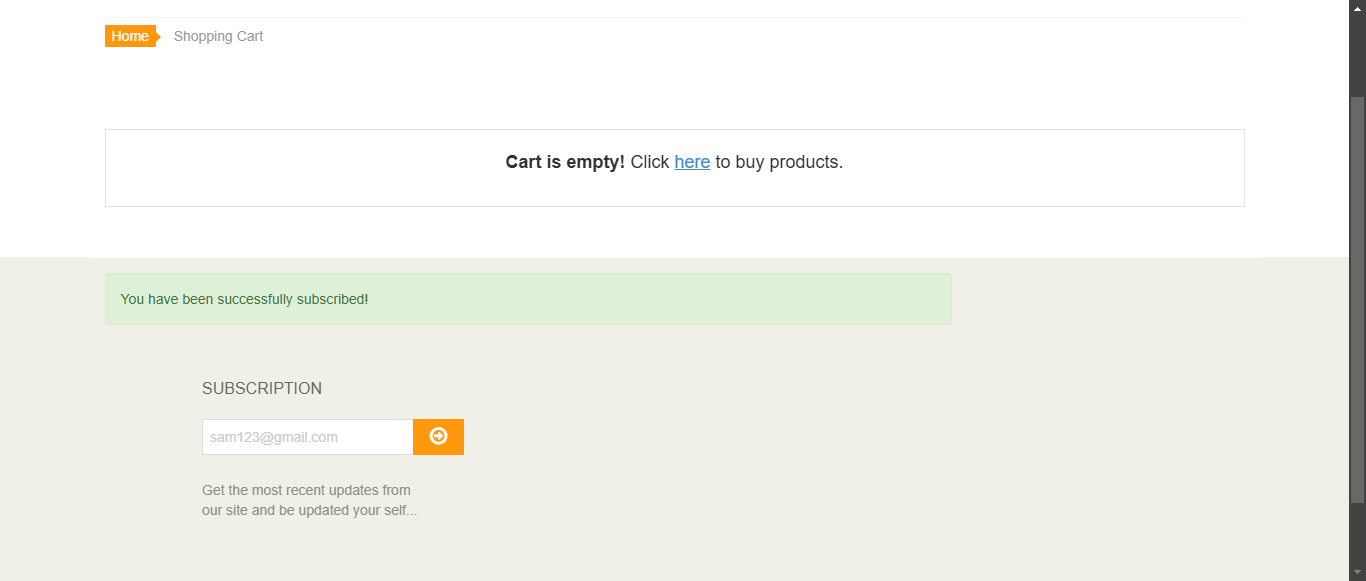 Home
Shopping Cart
Cart is empty! Click here to buy products.
You have been successfully subscribed!
SUBSCRIPTION
sam123@gmail.com
Get the most recent updates from
our site and be updated your self...